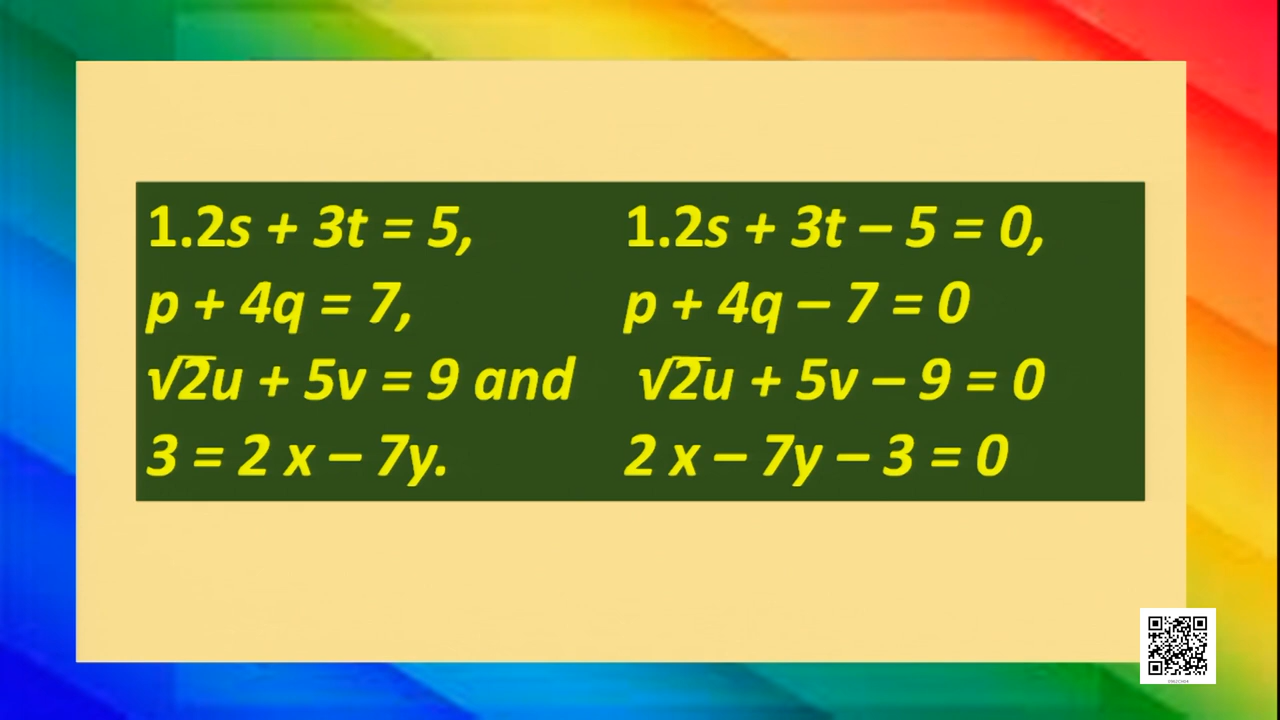 1.2s + 3t = 5, 1.2s + 3t – 5 = 0,
p + 4q = 7, p + 4q – 7 = 0
√2u + 5v = 9 and √2u + 5v – 9 = 0
3 = 2 x – 7y. 2 x – 7y – 3 = 0